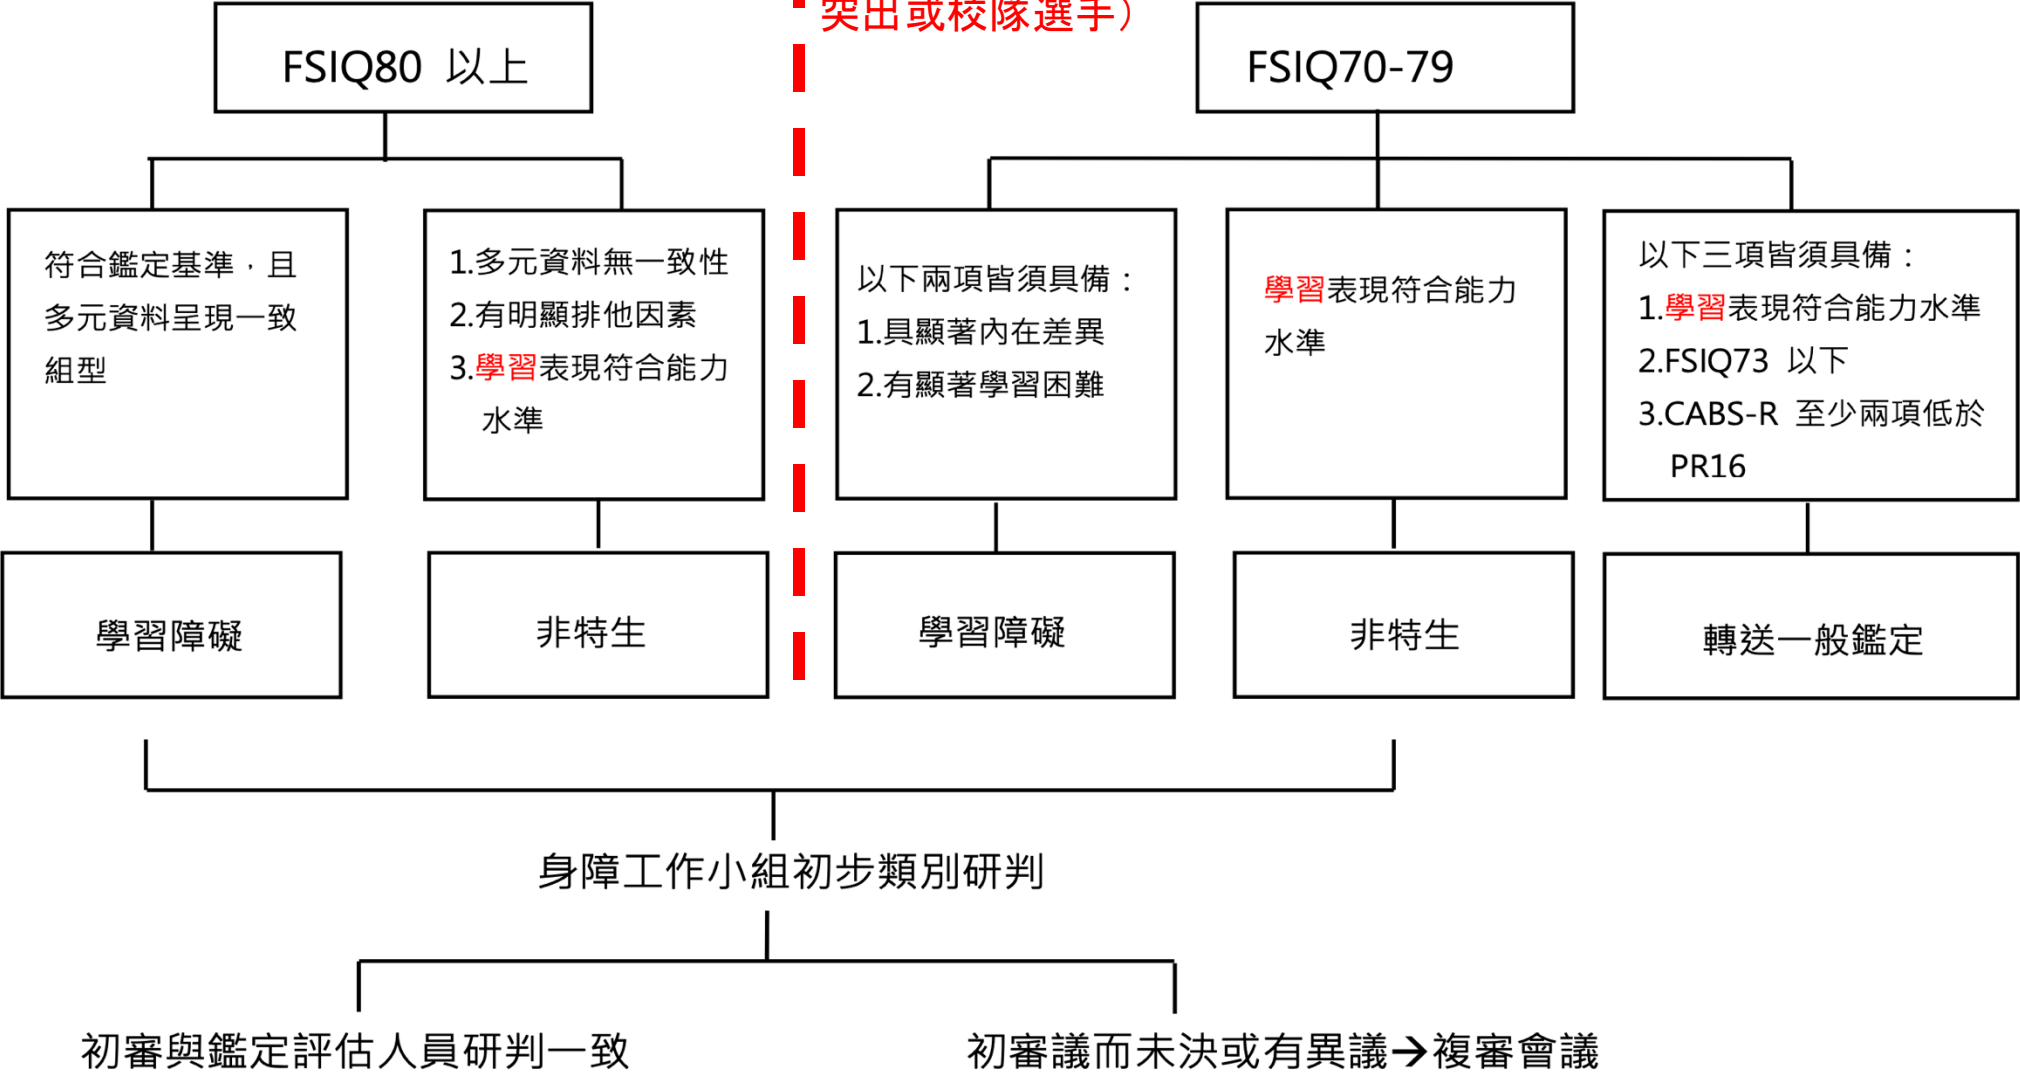 突出或校隊選手）
FSIQ80 以上
FSIQ70-79
符合鑑定基準，且
多元資料呈現一致
組型
1.多元資料無一致性
2.有明顯排他因素
3.學習表現符合能力
水準
以下兩項皆須具備：
1.具顯著內在差異
2.有顯著學習困難
學習表現符合能力
水準
以下三項皆須具備：
1.學習表現符合能力水準
2.FSIQ73 以下
3.CABS-R 至少兩項低於
PR16
學習障礙
非特生
學習障礙
非特生
轉送一般鑑定
身障工作小組初步類別研判
初審與鑑定評估人員研判一致
初審議而未決或有異議→複審會議